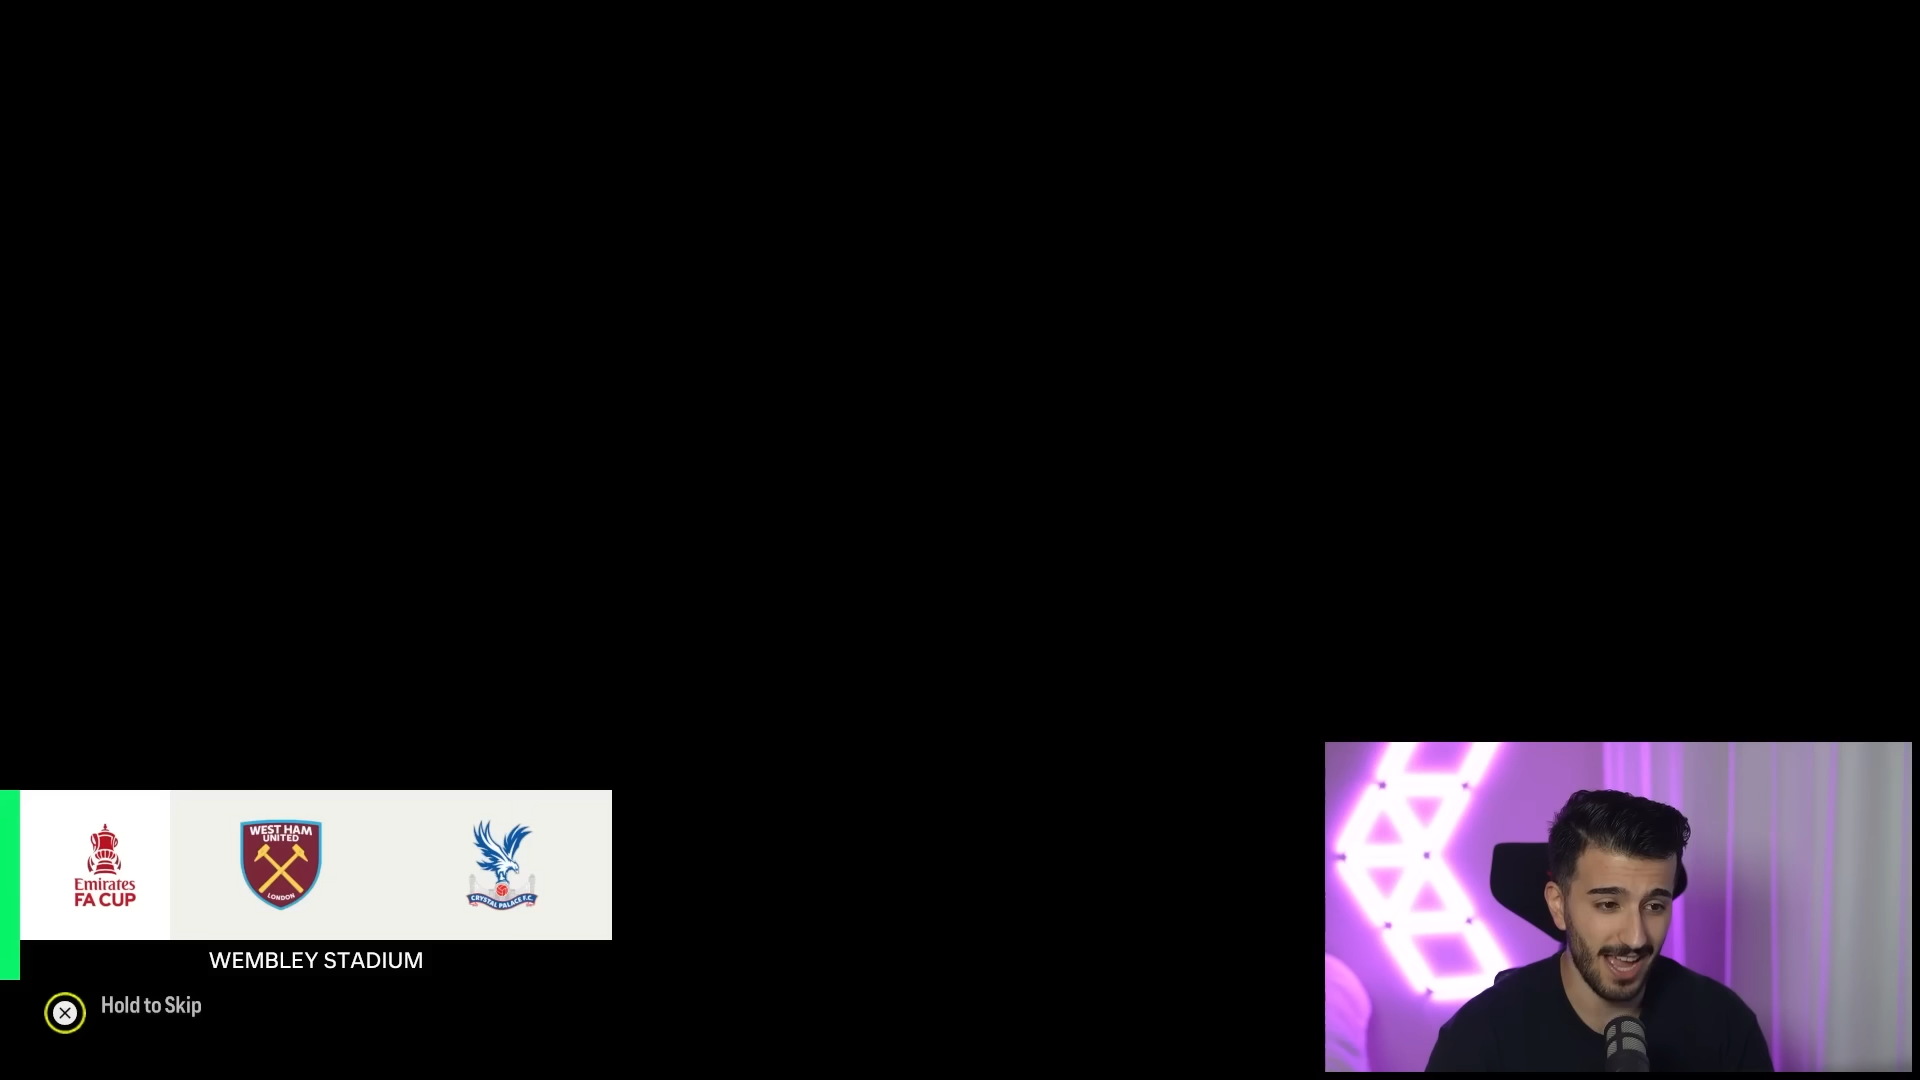 Emirates
FA CUP
WEST HAM
UNITED
LONDON
CRYSTAL PALACE F.C.
WEMBLEY STADIUM
Hold to Skip